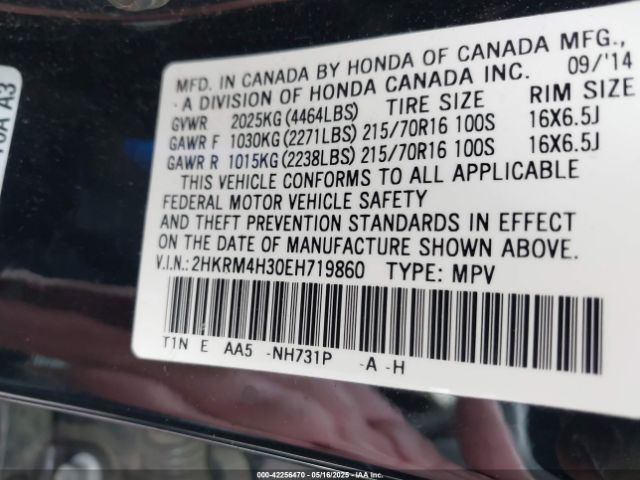 MFD. IN CANADA BY HONDA OF CANADA MFG.,
A DIVISION OF HONDA CANADA INC. 09/'14
GVWR 2025KG(4464LBS) TIRE SIZE RIM SIZE
GAWR F 1030KG(2271LBS) 215/70R16 100S 16X6.5J
GAWR R 1015KG(2238LBS) 215/70R16 100S 16X6.5J
THIS VEHICLE CONFORMS TO ALL APPLICABLE
FEDERAL MOTOR VEHICLE SAFETY
AND THEFT PREVENTION STANDARDS IN EFFECT
ON THE DATE OF MANUFACTURE SHOWN ABOVE.
V.I.N.: 2HKRM4H30EH719860 TYPE: MPV
T1N E AA5 -NH731P -A -H
A3
000-42256470 - 05/16/2025 - IAAI.COM